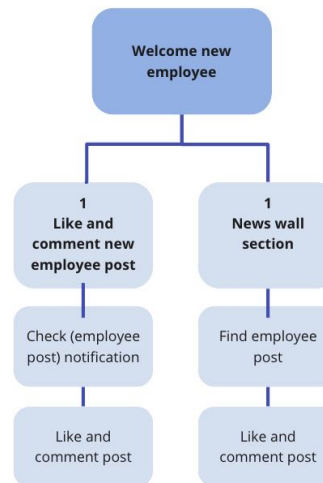 Welcome new
employee
1
Like and
comment new
employee post
1
News wall
section
Check (employee
post) notification
Find employee
post
Like and
comment post
Like and
comment post